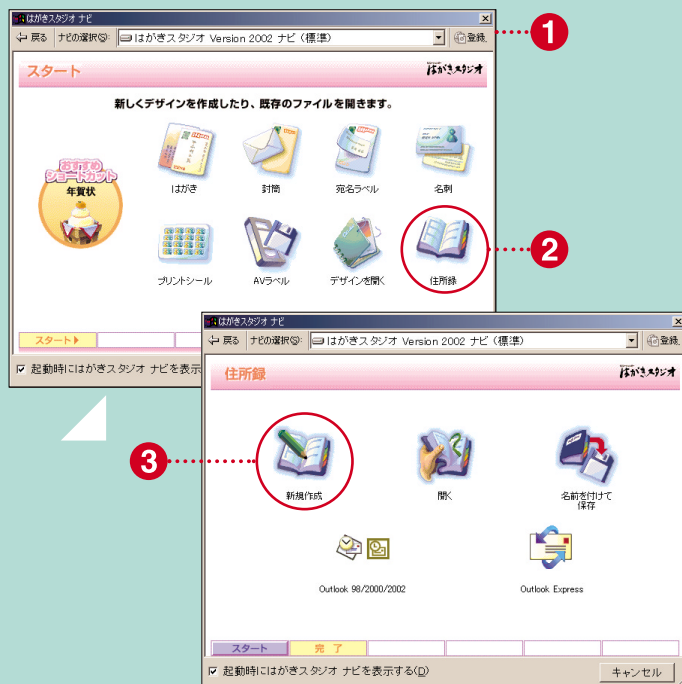 はがきスタジオ ナビ
戻る ナビの選択(S): はがきスタジオ Version 2002 ナビ (標準) 登録
1
スタート
はがきスタジオ
新しくデザインを作成したり、既存のファイルを開きます。
おすすめ
ショートカット
年賀状
はがき 封筒 宛名ラベル 名刺
プリントシール AVラベル デザインを開く 住所録
2
スタート
起動時にはがきスタジオ ナビを表示
はがきスタジオ ナビ
戻る ナビの選択(S): はがきスタジオ Version 2002 ナビ (標準) 登録
住所録
はがきスタジオ
3
新規作成 開く 名前を付けて
保存
Outlook 98/2000/2002 Outlook Express
スタート 完了
起動時にはがきスタジオ ナビを表示する(D) キャンセル